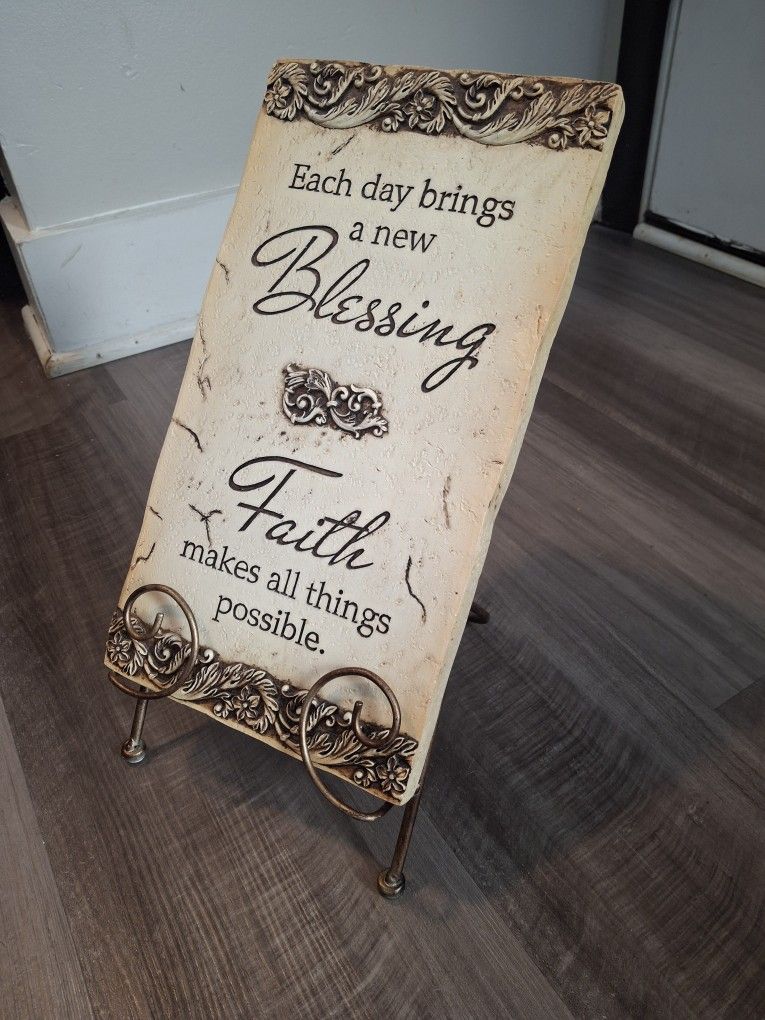 Each day brings
a new
Blessing
Faith
makes all things
possible.